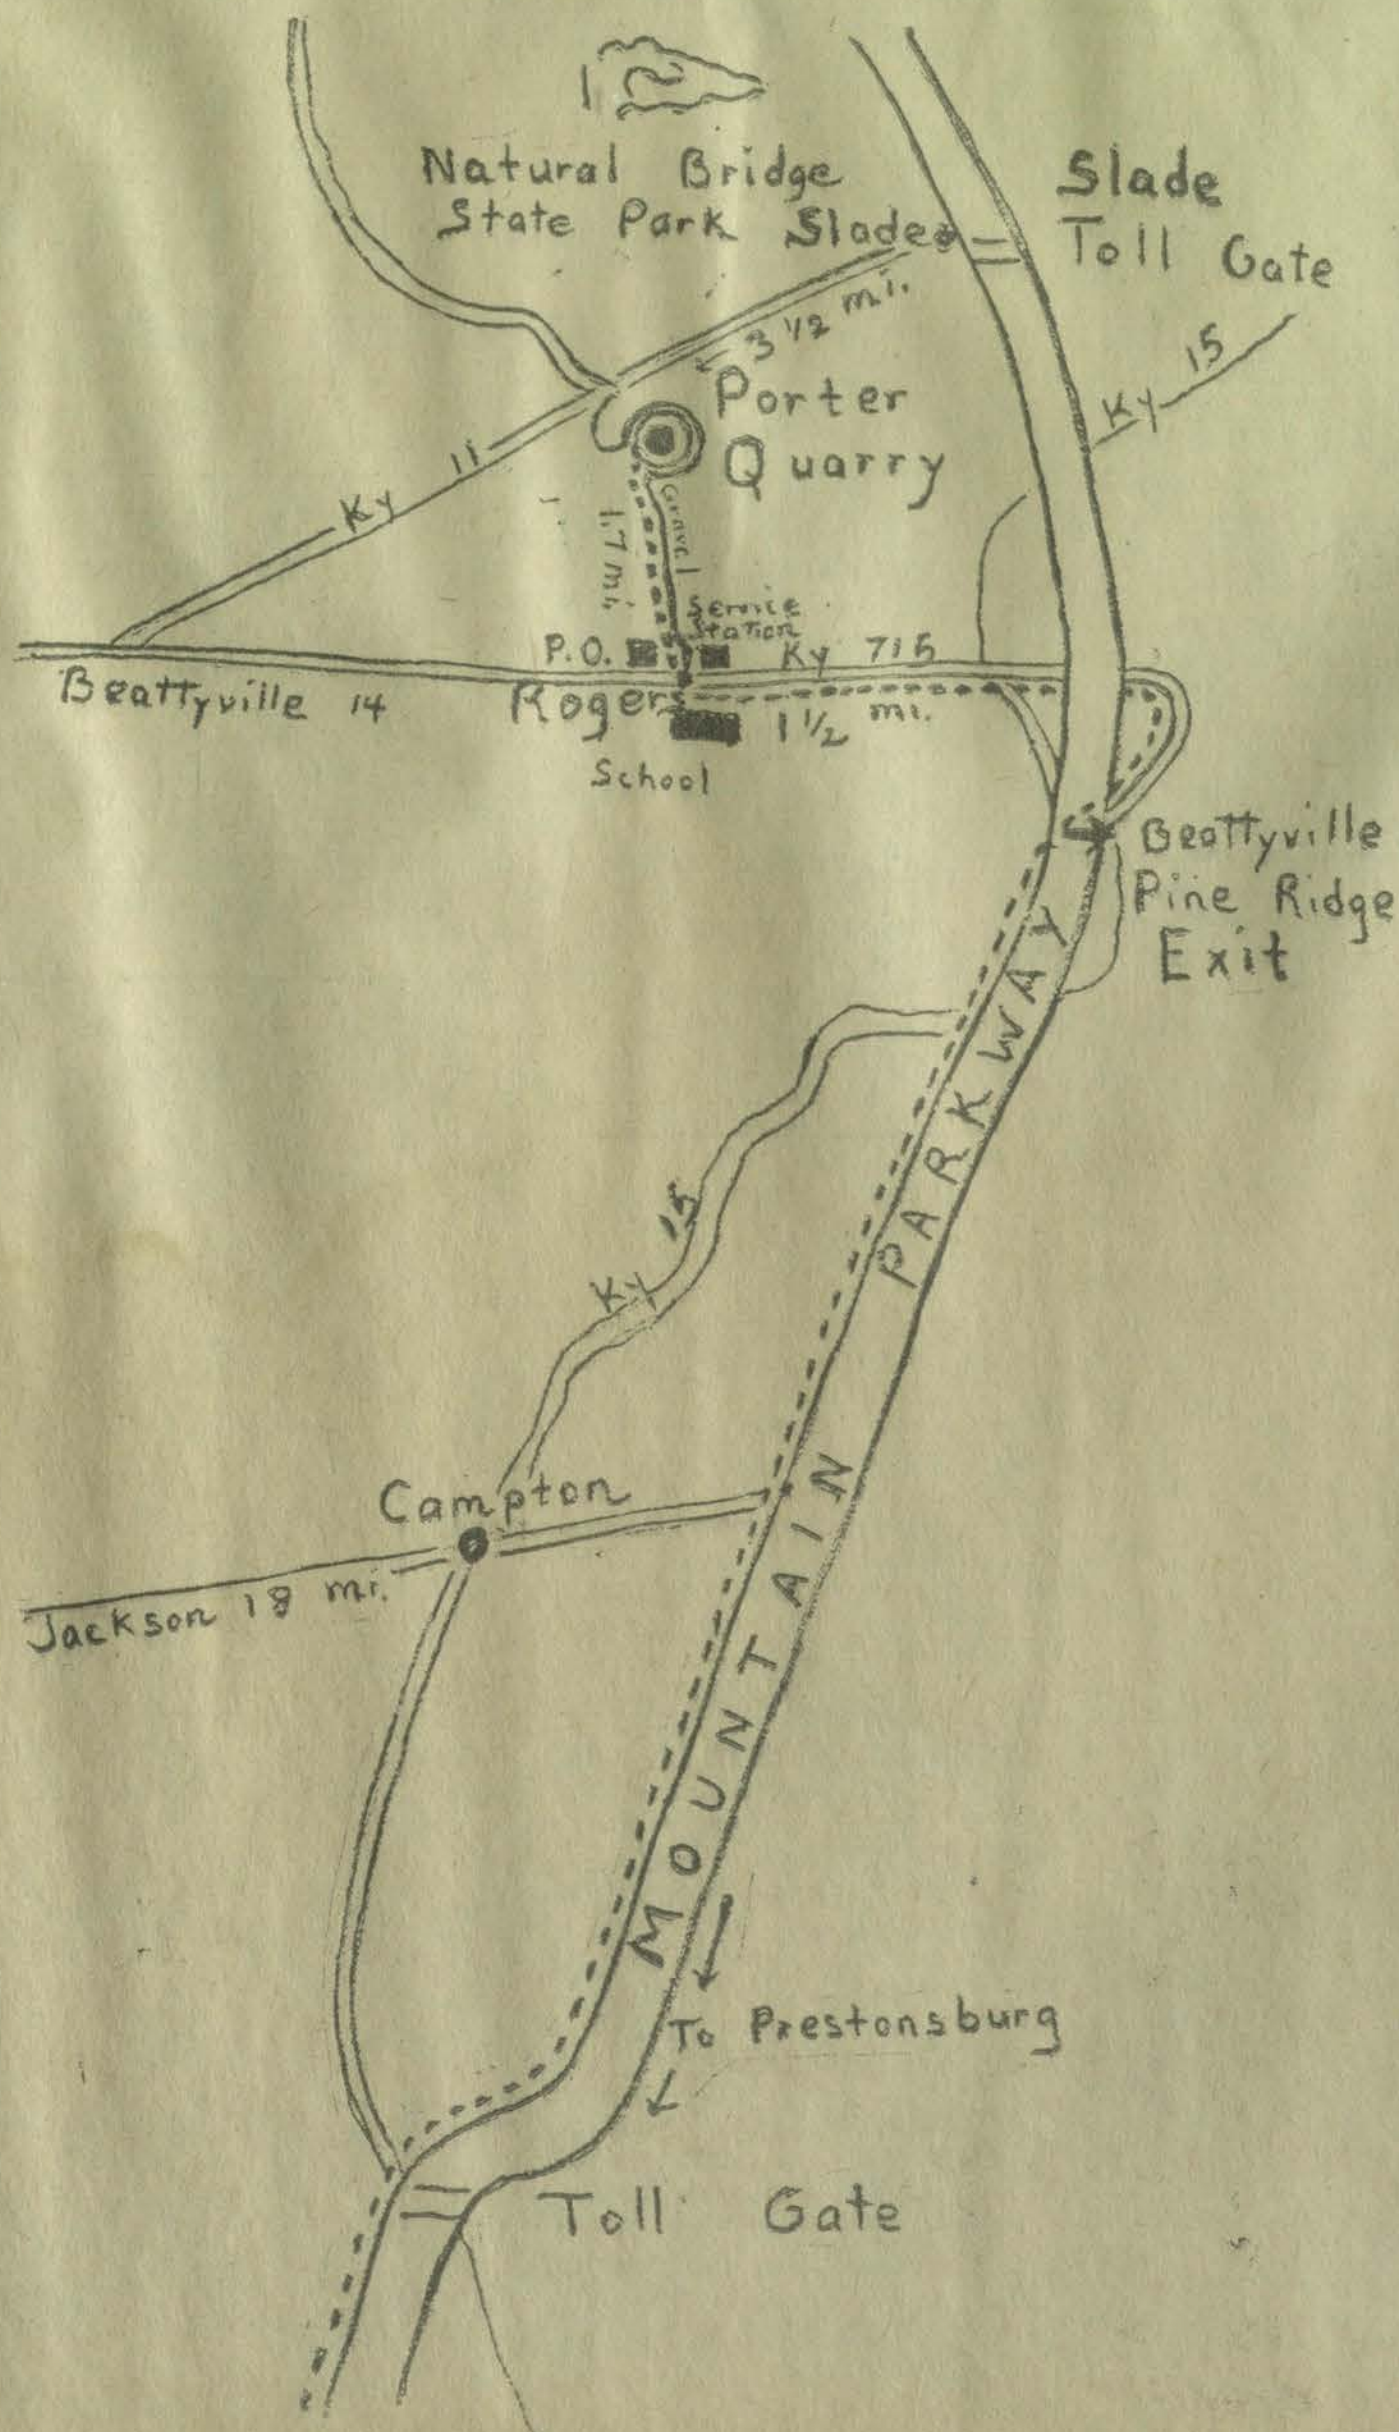 Natural Bridge
State Park
Slade
Slade
Toll Gate
3 1/2 mi.
Ky 15
Porter
Quarry
Ky 11
Gravel
1.7 mi.
Service
Station
P.O.
Ky 715
Beattyville 14
Rogers
1 1/2 mi.
School
Beattyville
Pine Ridge
Exit
MOUNTAIN PARKWAY
Ky 15
Campton
Jackson 18 mi.
To Prestonsburg
Toll Gate